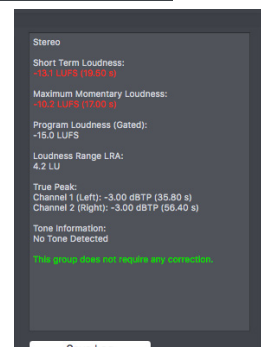 Stereo
Short Term Loudness:
-13.1 LUFS (19.60 s)
Maximum Momentary Loudness:
-10.2 LUFS (17.00 s)
Program Loudness (Gated):
-15.0 LUFS
Loudness Range LRA:
4.2 LU
True Peak:
Channel 1 (Left): -3.00 dBTP (35.80 s)
Channel 2 (Right): -3.00 dBTP (56.40 s)
Tone Information:
No Tone Detected
This group does not require any correction.